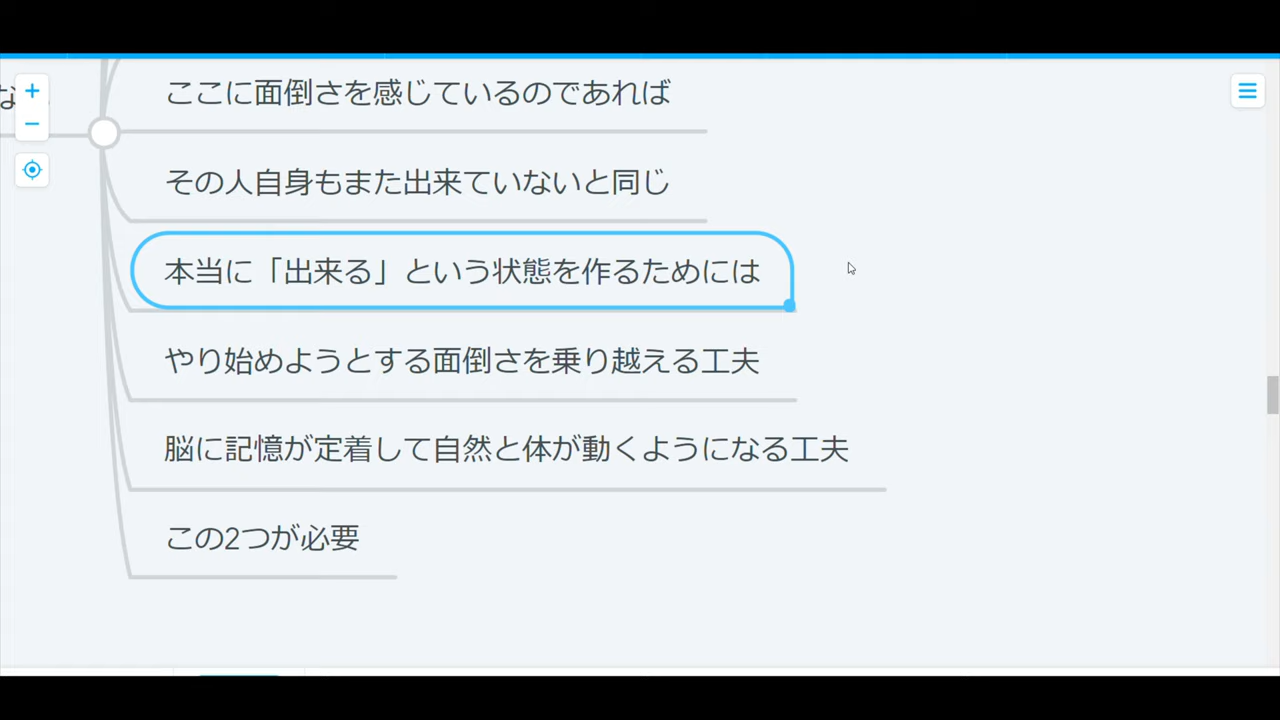 ここに面倒さを感じているのであれば
その人自身もまた出来ていないと同じ
本当に「出来る」という状態を作るためには
やり始めようとする面倒さを乗り越える工夫
脳に記憶が定着して自然と体が動くようになる工夫
この2つが必要